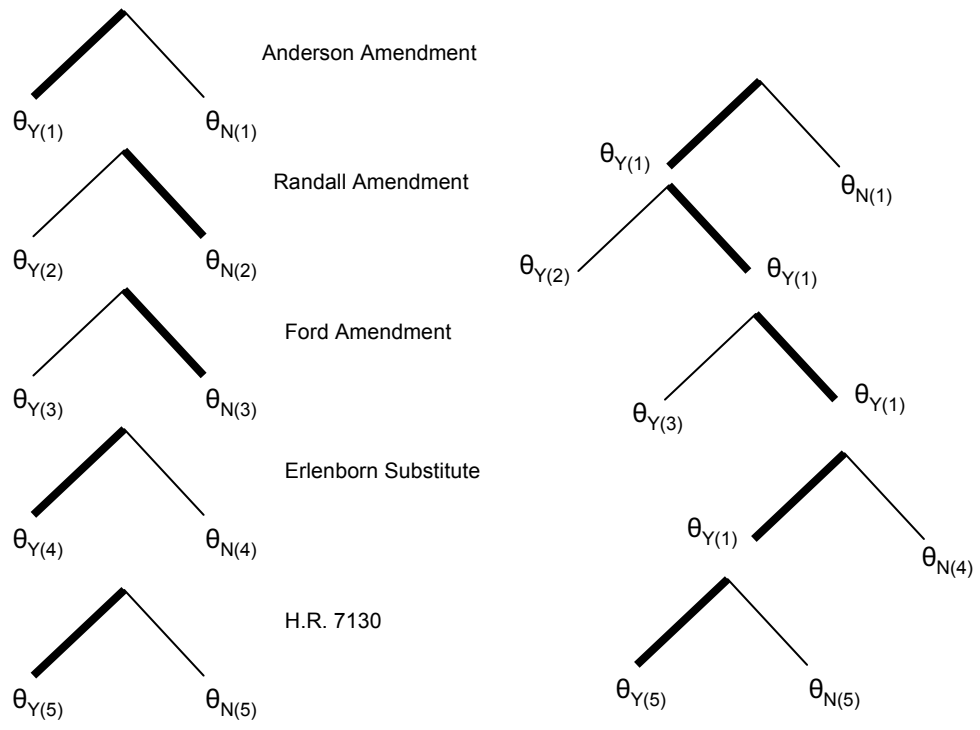 Anderson Amendment
θY(1) θN(1)
Randall Amendment
θY(2) θN(2)
Ford Amendment
θY(3) θN(3)
Erlenborn Substitute
θY(4) θN(4)
H.R. 7130
θY(5) θN(5)
θY(1) θN(1)
θY(2) θY(1)
θY(3) θY(1)
θY(1) θN(4)
θY(5) θN(5)